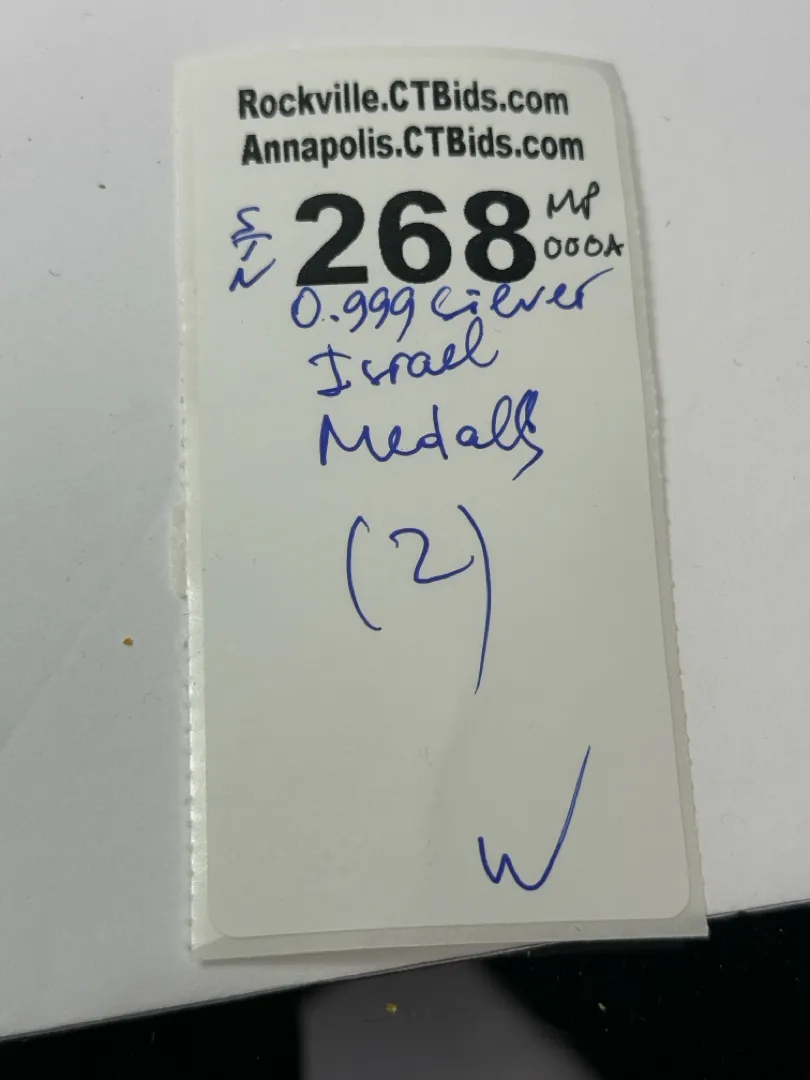 Rockville.CTBids.com
Annapolis.CTBids.com
S/T/N 268 MP
000A
0.999 Silver
Israel
Medals
(2)
W